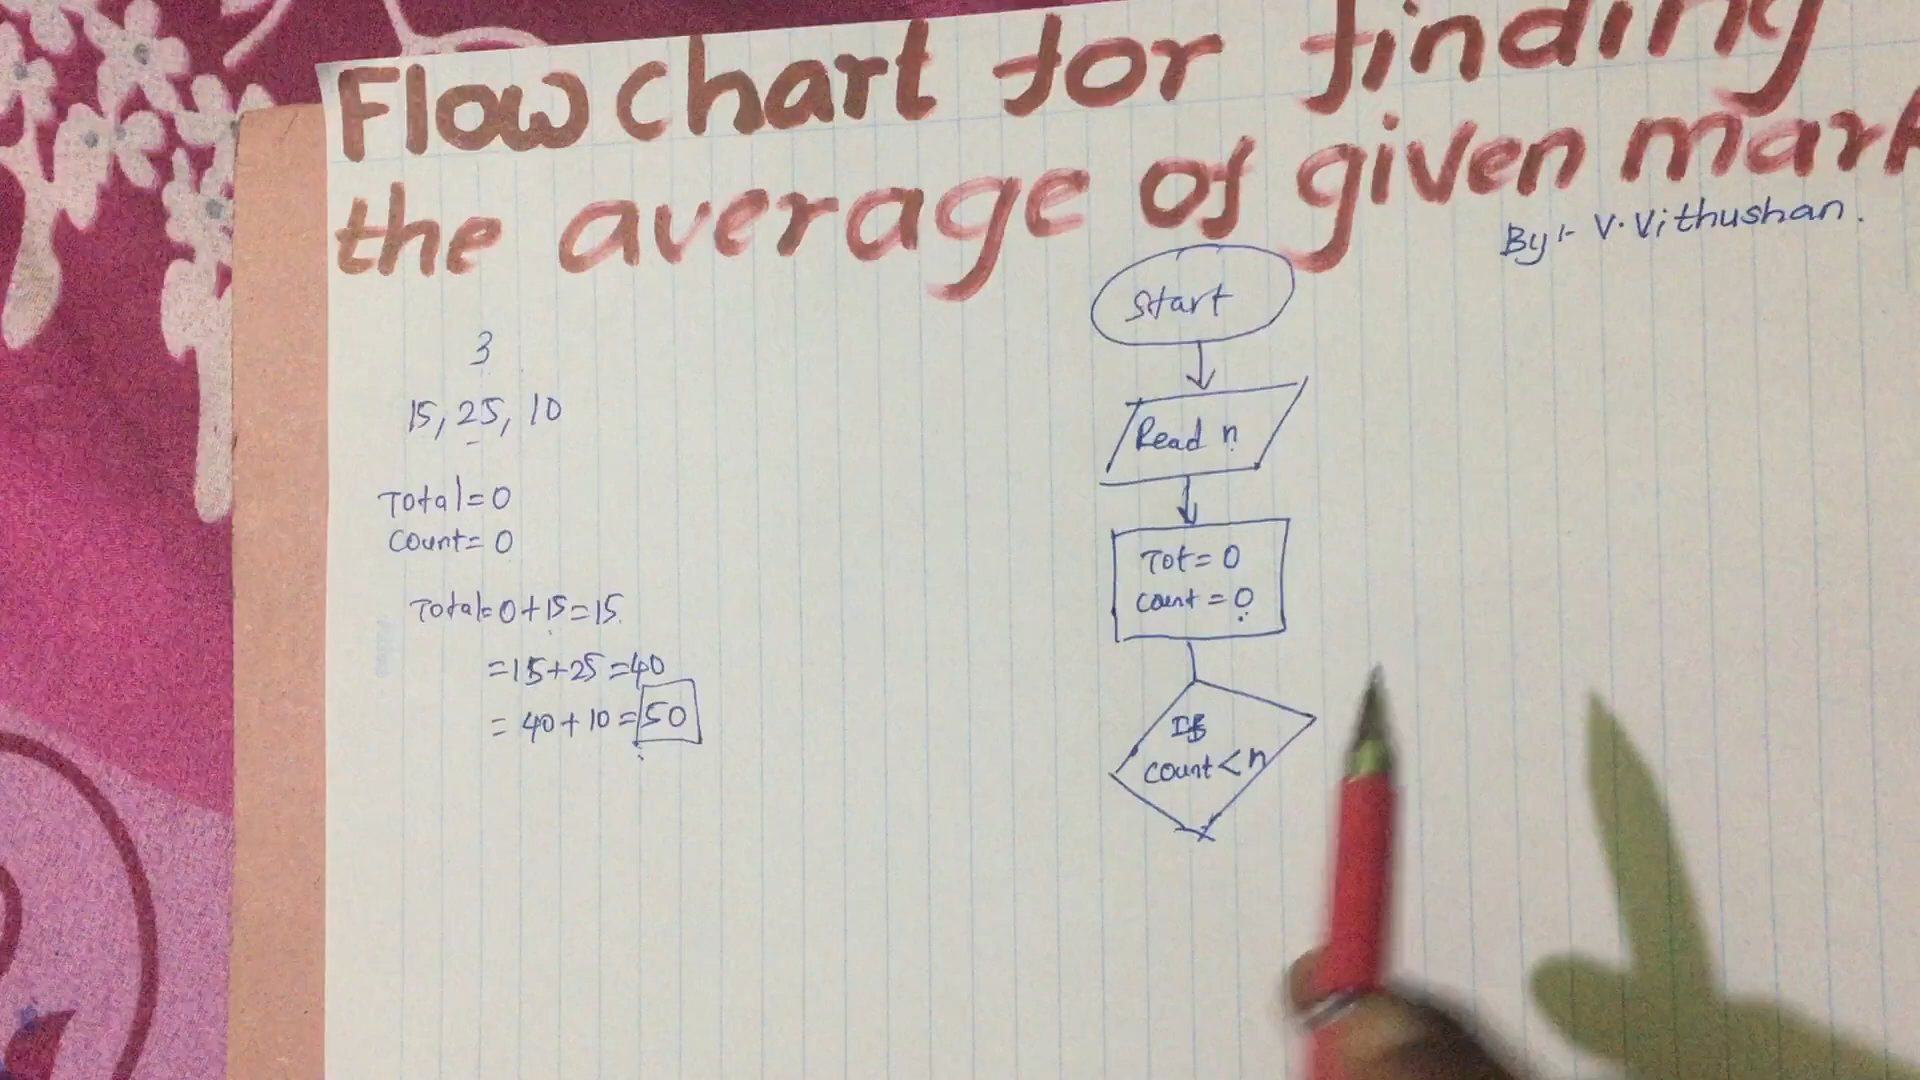 Flow chart for finding
the average of given mark
By:- V. Vithushan.
3
15, 25, 10
Total = 0
Count = 0
Total = 0 + 15 = 15
= 15 + 25 = 40
= 40 + 10 = 50
Start
Read n
Tot = 0
Count = 0
If
Count < n